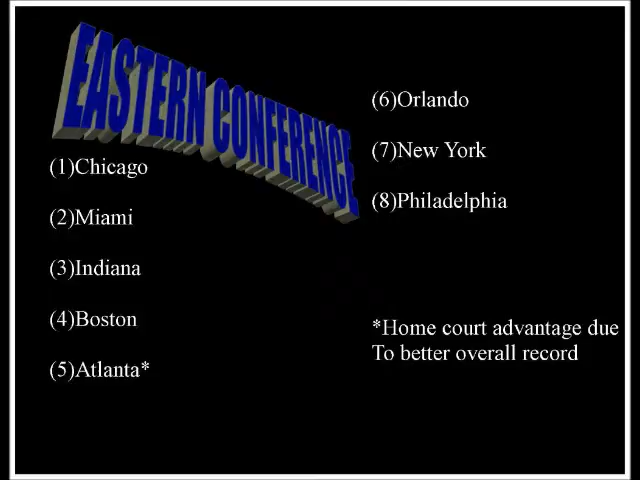 EASTERN CONFERENCE
(1)Chicago
(2)Miami
(3)Indiana
(4)Boston
(5)Atlanta*
(6)Orlando
(7)New York
(8)Philadelphia
*Home court advantage due
To better overall record